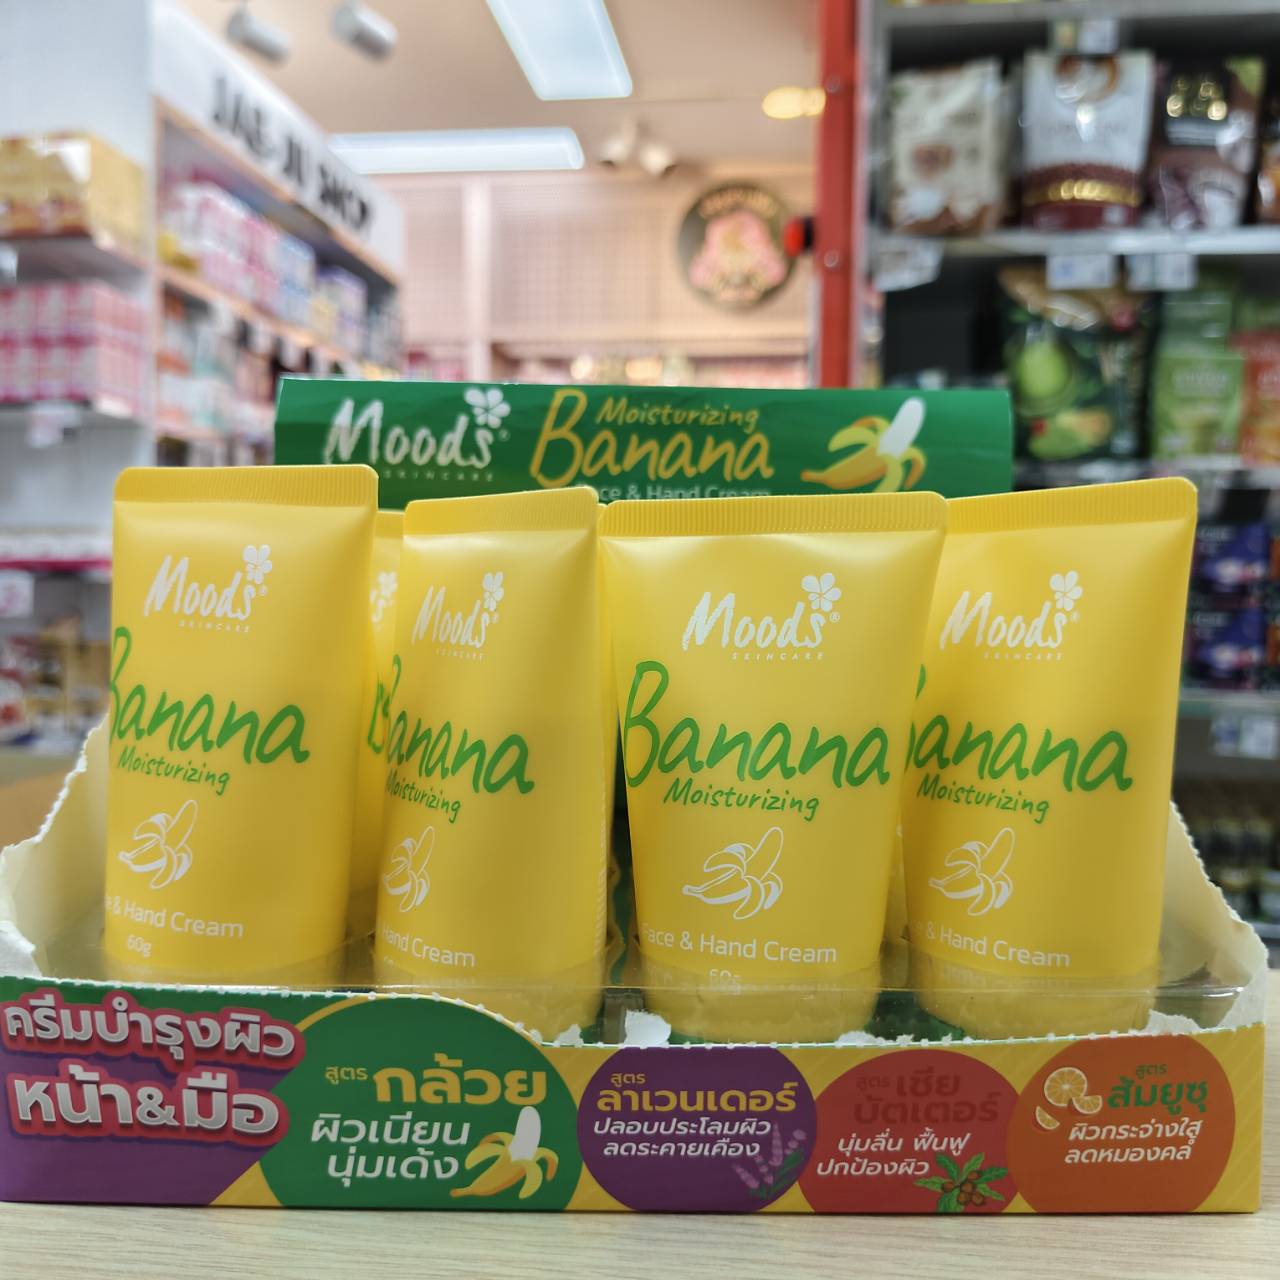 JAE-JU SHOP
Moods®
SKINCARE
Moisturizing
Banana
Face & Hand Cream
Moods®
SKINCARE
Banana
Moisturizing
& Hand Cream
60g
Moods®
SKINCARE
Banana
Moisturizing
Hand Cream
Moods®
SKINCARE
Banana
Moisturizing
Face & Hand Cream
60g
Moods®
SKINCARE
Banana
Moisturizing
& Hand Cream
ครีมบำรุงผิว
หน้า&มือ
สูตร กล้วย
ผิวเนียน
นุ่มเด้ง
สูตร
ลาเวนเดอร์
ปลอบประโลมผิว
ลดระคายเคือง
สูตร เชีย
บัตเตอร์
นุ่มลื่น ฟื้นฟู
ปกป้องผิว
สูตร
ส้มยูซุ
ผิวกระจ่างใส
ลดหมองคล้ำ